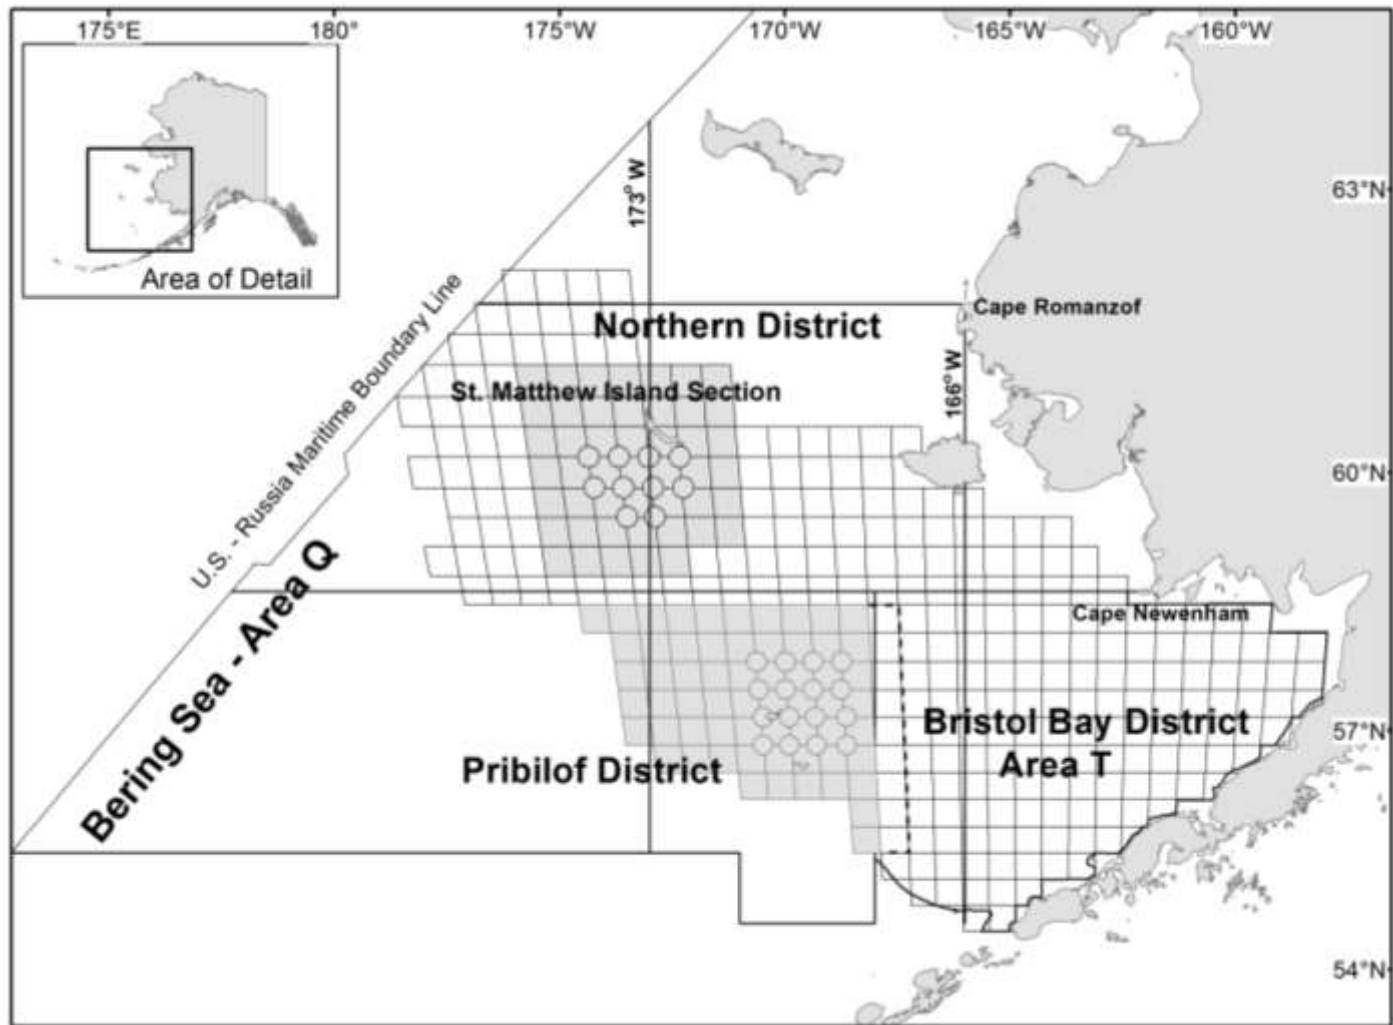 175°E 180° 175°W 170°W 165°W 160°W
Area of Detail
173° W
63°N
U.S. - Russia Maritime Boundary Line
Northern District
Cape Romanzof
St. Matthew Island Section
166° W
60°N
Bering Sea - Area Q
Cape Newenham
Bristol Bay District
Area T
57°N
Pribilof District
54°N